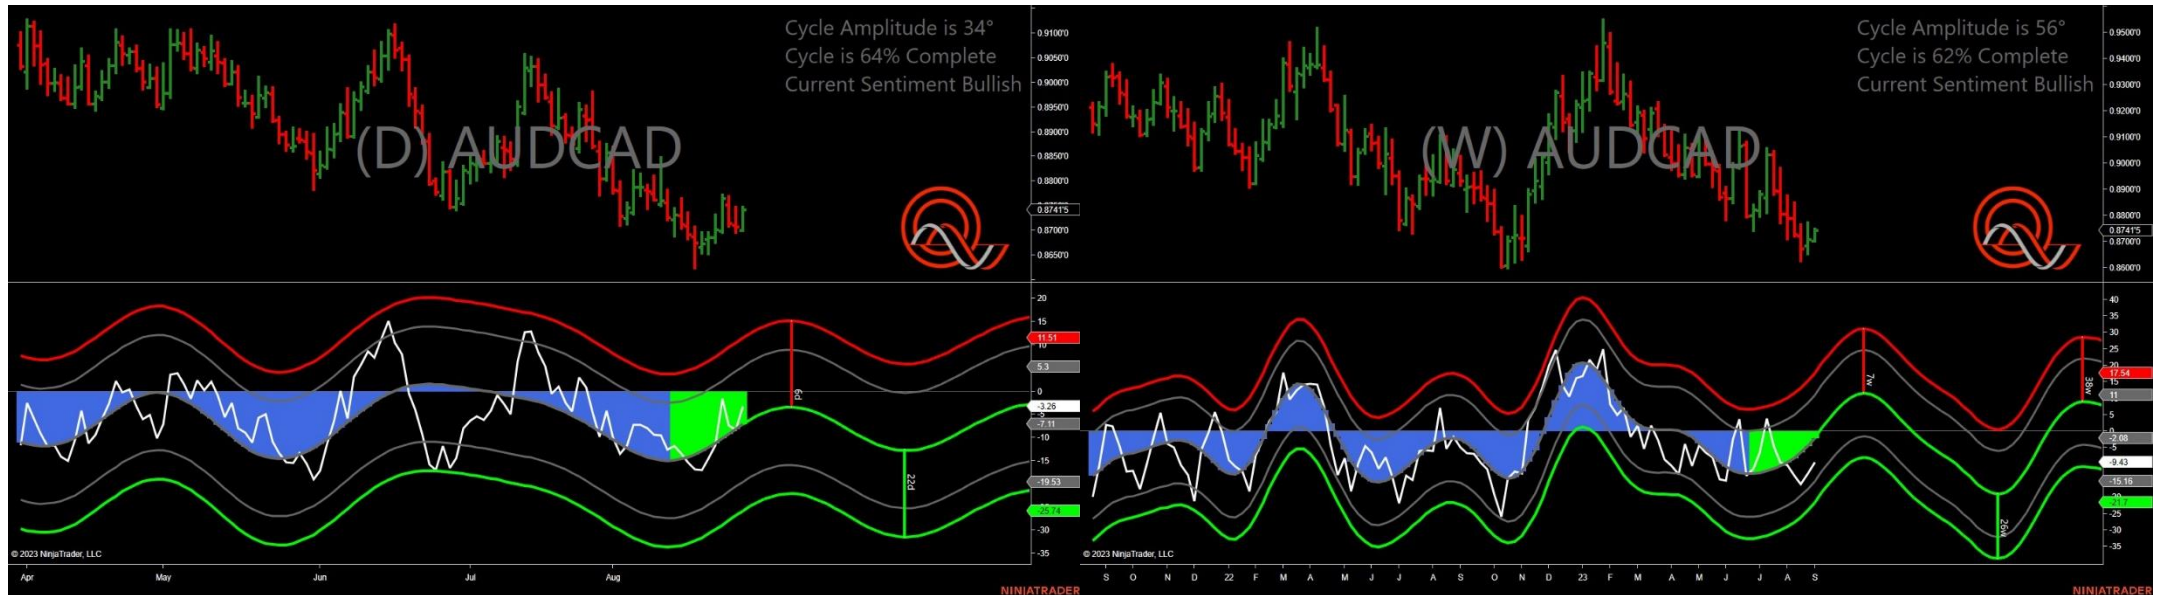 Cycle Amplitude is 34°
Cycle is 64% Complete
Current Sentiment Bullish
(D) AUDCAD
0.9100'0
0.9050'0
0.9000'0
0.8950'0
0.8900'0
0.8850'0
0.8800'0
0.8741'5
0.8700'0
0.8650'0
20
15
11.51
10
5.3
0
-3.26
-5
-7.11
-10
-15
-19.53
-25.74
-30
-35
6d
22d
© 2023 NinjaTrader, LLC
Apr May Jun Jul Aug
NINJATRADER
Cycle Amplitude is 56°
Cycle is 62% Complete
Current Sentiment Bullish
(W) AUDCAD
0.9500'0
0.9400'0
0.9300'0
0.9200'0
0.9100'0
0.9000'0
0.8900'0
0.8800'0
0.8741'5
0.8700'0
0.8600'0
40
35
30
25
20
17.54
15
11
5
0
-2.08
-9.43
-15.16
-21.7
-25
-30
-35
7w
26w
38w
© 2023 NinjaTrader, LLC
S O N D 22 F M A M J J A S O N D 23 F M A M J J A S
NINJATRADER